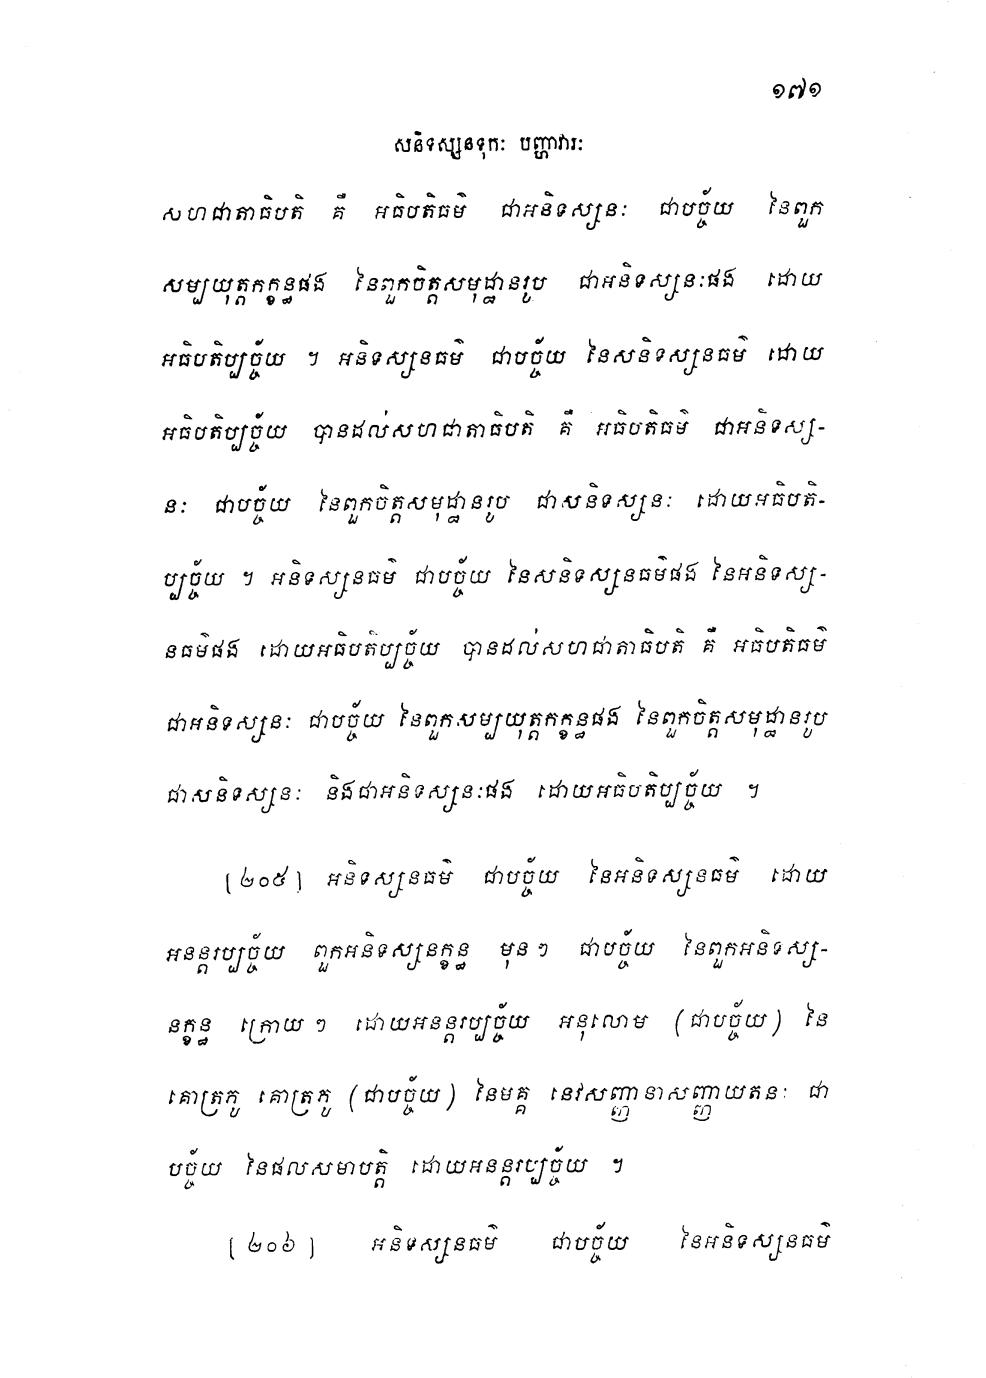 ១៧១
សនិទស្សនទុកៈ បញ្ហាវារៈ
សហជាតាធិបតិ គឺ អធិបតិធម៌ ជាអនិទស្សនៈ ជាបច្ច័យ នៃពួក
សម្បយុត្តកក្ខន្ធផង នៃពួកចិត្តសមុដ្ឋានរូប ជាអនិទស្សនៈផង ដោយ
អធិបតិប្បច្ច័យ ។ អនិទស្សនធម៌ ជាបច្ច័យ នៃសនិទស្សនធម៌ ដោយ
អធិបតិប្បច្ច័យ បានដល់សហជាតាធិបតិ គឺ អធិបតិធម៌ ជាអនិទស្ស-
នៈ ជាបច្ច័យ នៃពួកចិត្តសមុដ្ឋានរូប ជាសនិទស្សនៈ ដោយអធិបតិ-
ប្បច្ច័យ ។ អនិទស្សនធម៌ ជាបច្ច័យ នៃសនិទស្សនធម៌ផង នៃអនិទស្ស-
នធម៌ផង ដោយអធិបតិប្បច្ច័យ បានដល់សហជាតាធិបតិ គឺ អធិបតិធម៌
ជាអនិទស្សនៈ ជាបច្ច័យ នៃពួកសម្បយុត្តកក្ខន្ធផង នៃពួកចិត្តសមុដ្ឋានរូប
ជាសនិទស្សនៈ និងជាអនិទស្សនៈផង ដោយអធិបតិប្បច្ច័យ ។
[២០៥] អនិទស្សនធម៌ ជាបច្ច័យ នៃអនិទស្សនធម៌ ដោយ
អនន្តរប្បច្ច័យ ពួកអនិទស្សនក្ខន្ធ មុនៗ ជាបច្ច័យ នៃពួកអនិទស្ស-
នក្ខន្ធ ក្រោយៗ ដោយអនន្តរប្បច្ច័យ អនុលោម (ជាបច្ច័យ) នៃ
គោត្រភូ គោត្រភូ (ជាបច្ច័យ) នៃមគ្គ នេវសញ្ញានាសញ្ញាយតនៈ ជា
បច្ច័យ នៃផលសមាបត្តិ ដោយអនន្តរប្បច្ច័យ ។
[២០៦] អនិទស្សនធម៌ ជាបច្ច័យ នៃអនិទស្សនធម៌